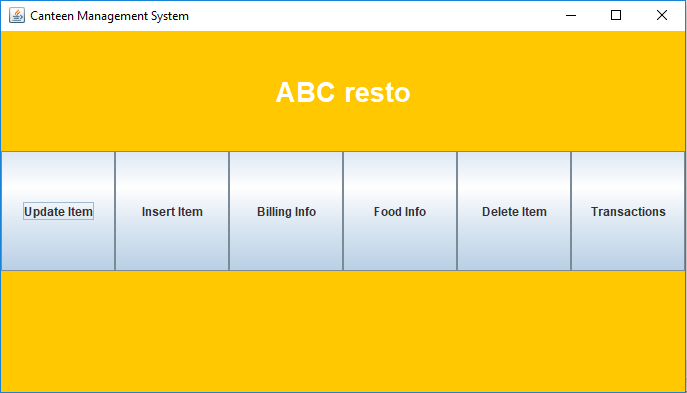 Canteen Management System
ABC resto
Update Item
Insert Item
Billing Info
Food Info
Delete Item
Transactions